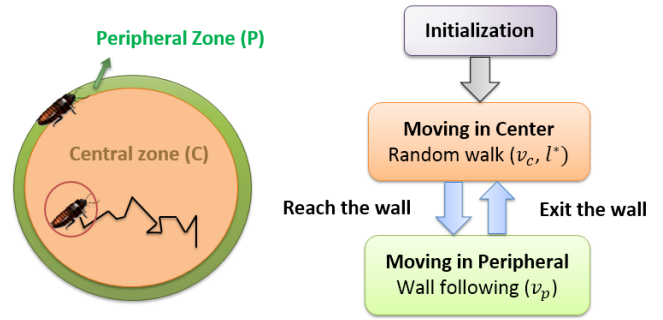 Peripheral Zone (P)
Central zone (C)
Initialization
Moving in Center
Random walk (v_c, l*)
Reach the wall
Exit the wall
Moving in Peripheral
Wall following (v_p)